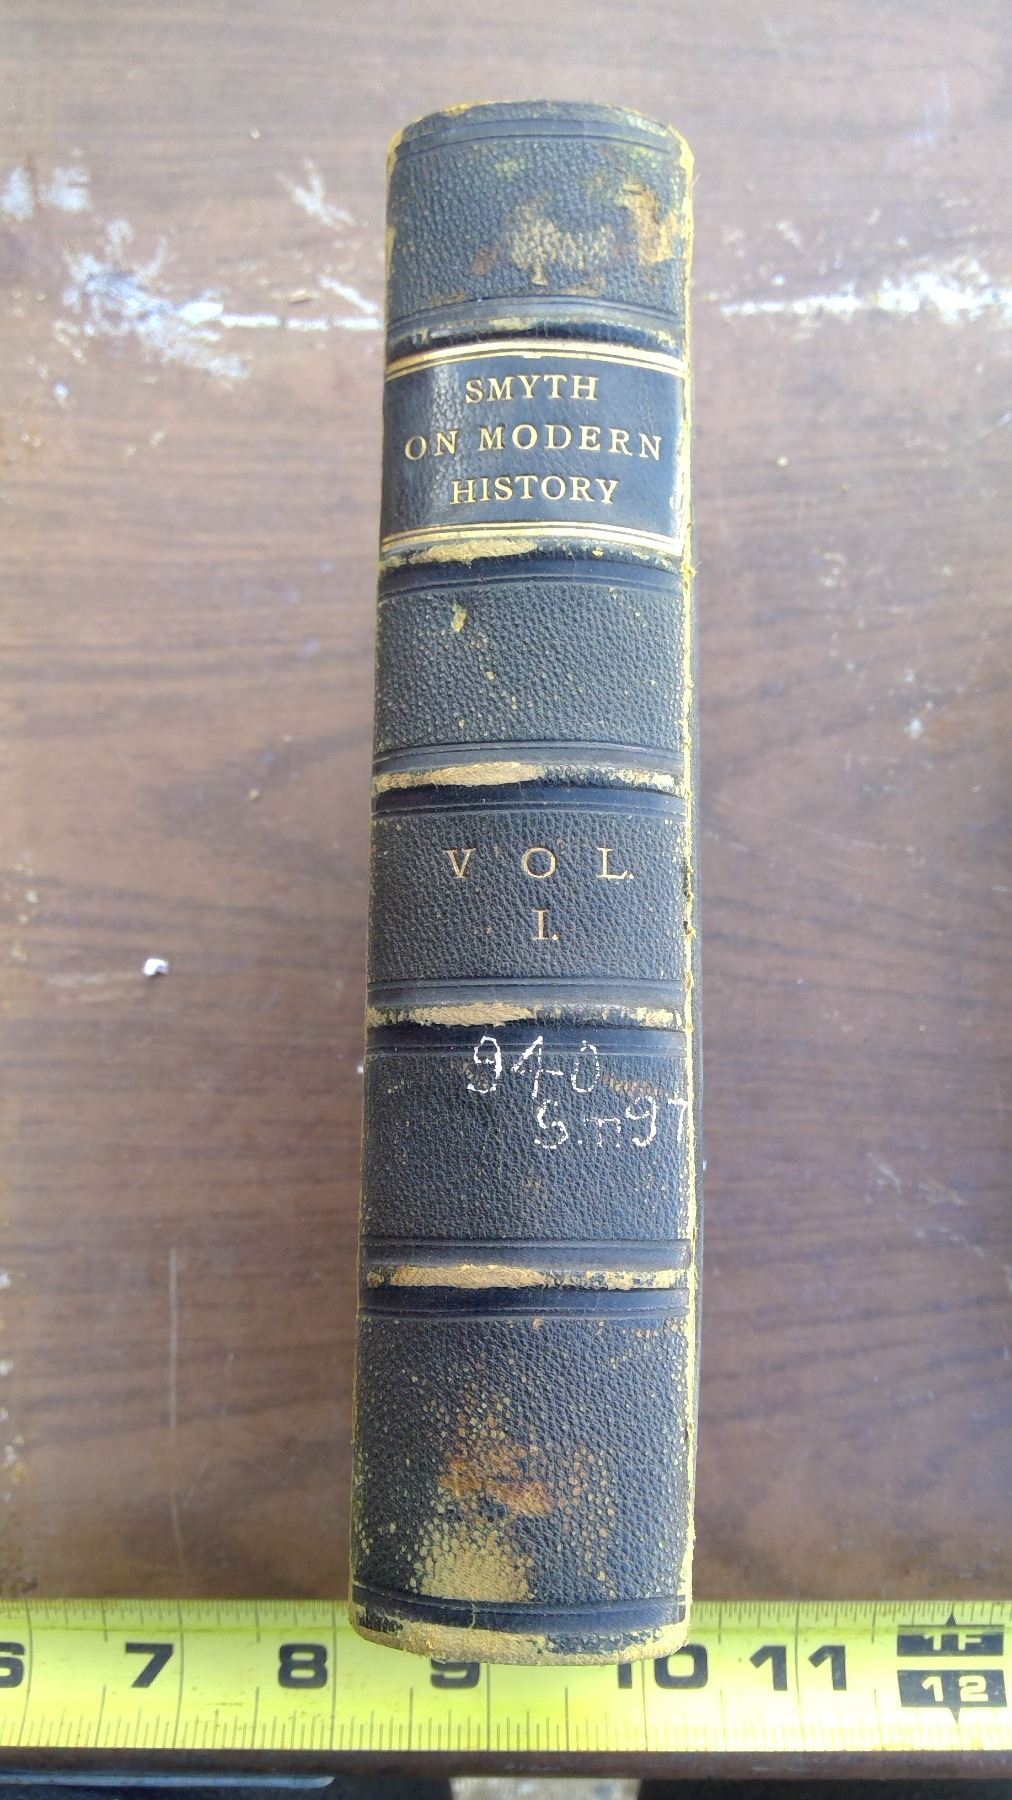 SMYTH
ON MODERN
HISTORY
VOL.
I.
940
Sm97
6 7 8 9 10 11 1F
12